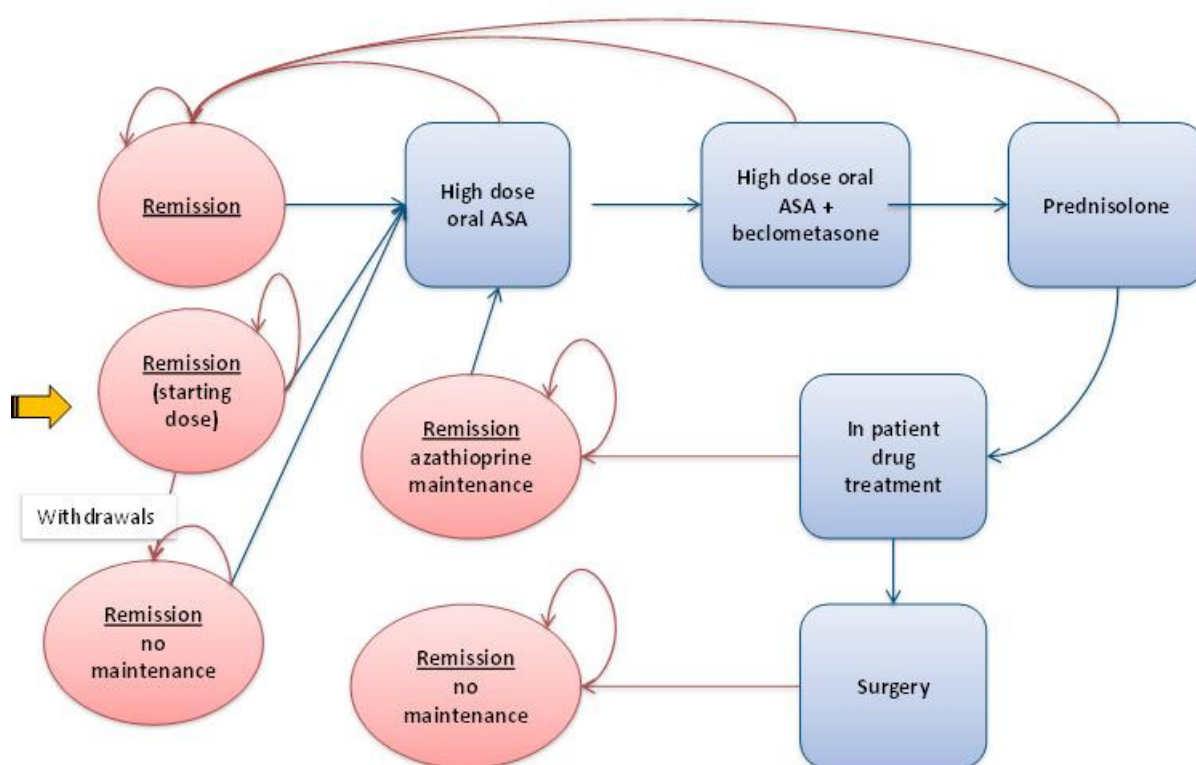 Remission
High dose
oral ASA
High dose oral
ASA +
beclometasone
Prednisolone
Remission
(starting
dose)
Remission
azathioprine
maintenance
In patient
drug
treatment
Withdrawals
Remission
no
maintenance
Remission
no
maintenance
Surgery